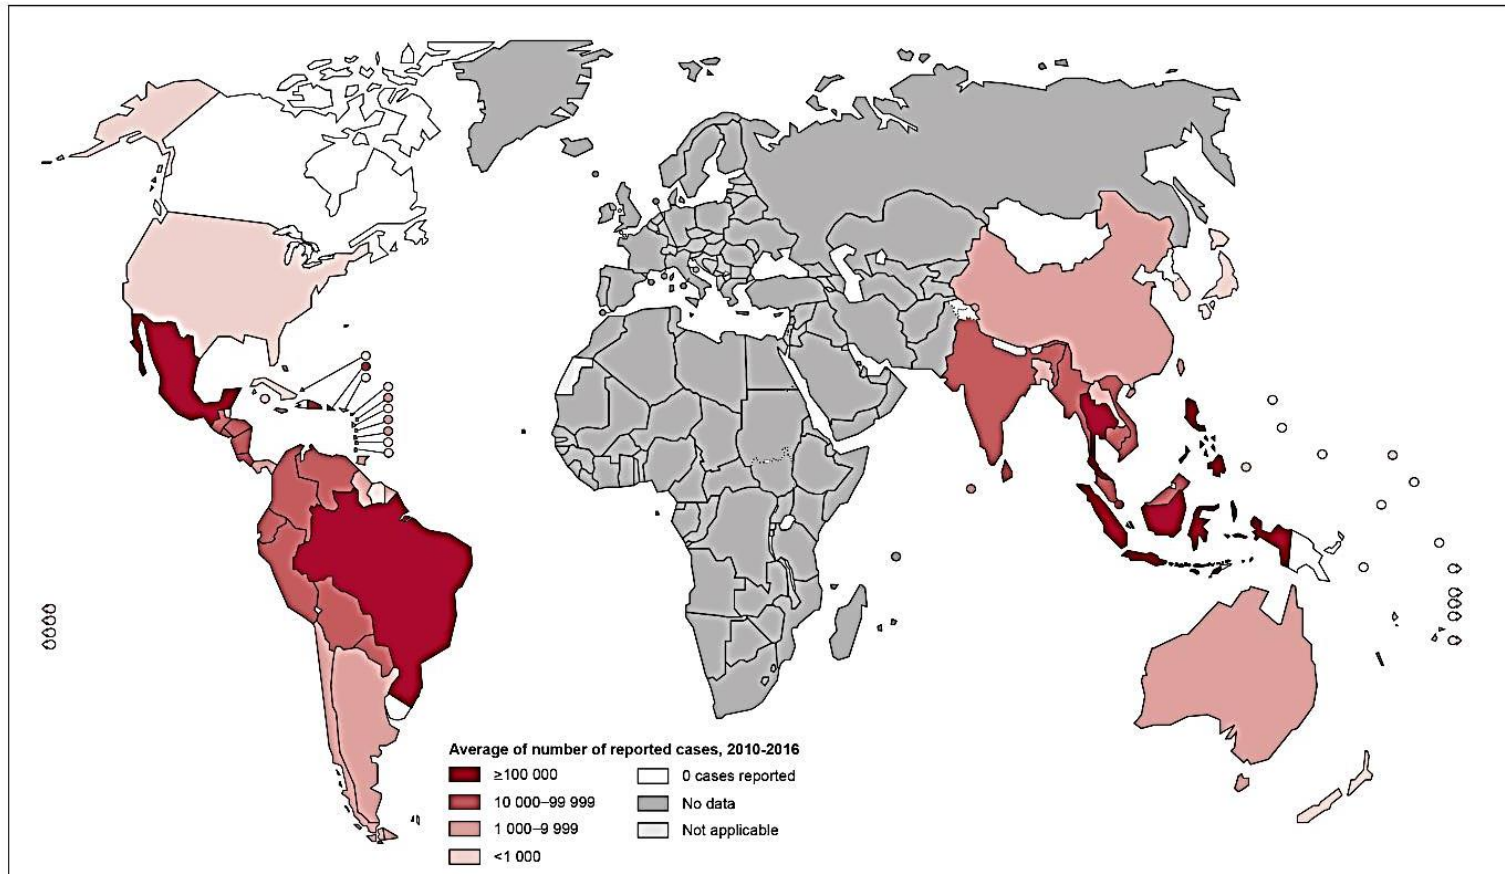 Average of number of reported cases, 2010-2016
≥100 000
10 000–99 999
1 000–9 999
<1 000
0 cases reported
No data
Not applicable